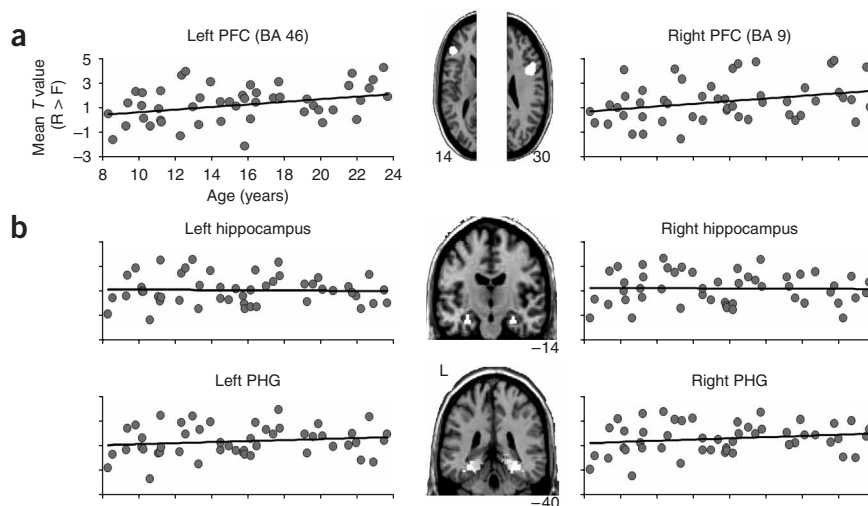 a
Left PFC (BA 46)
Right PFC (BA 9)
Mean T value
(R > F)
5
3
1
−1
−3
8 10 12 14 16 18 20 22 24
Age (years)
14
30
b
Left hippocampus
Right hippocampus
−14
Left PHG
L
Right PHG
−40